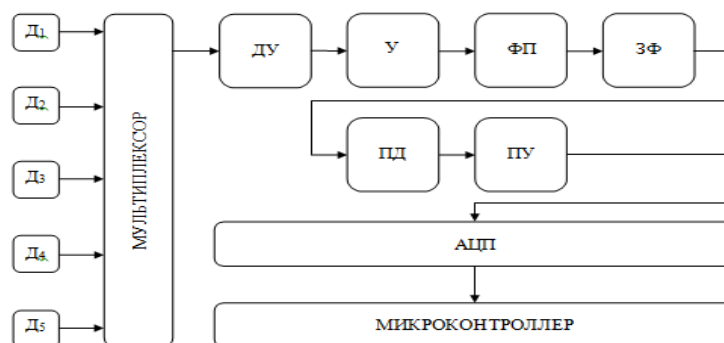 Д1
Д2
Д3
Д4
Д5
МУЛЬТИПЛЕКСОР
ДУ
У
ФП
ЗФ
ПД
ПУ
АЦП
МИКРОКОНТРОЛЛЕР